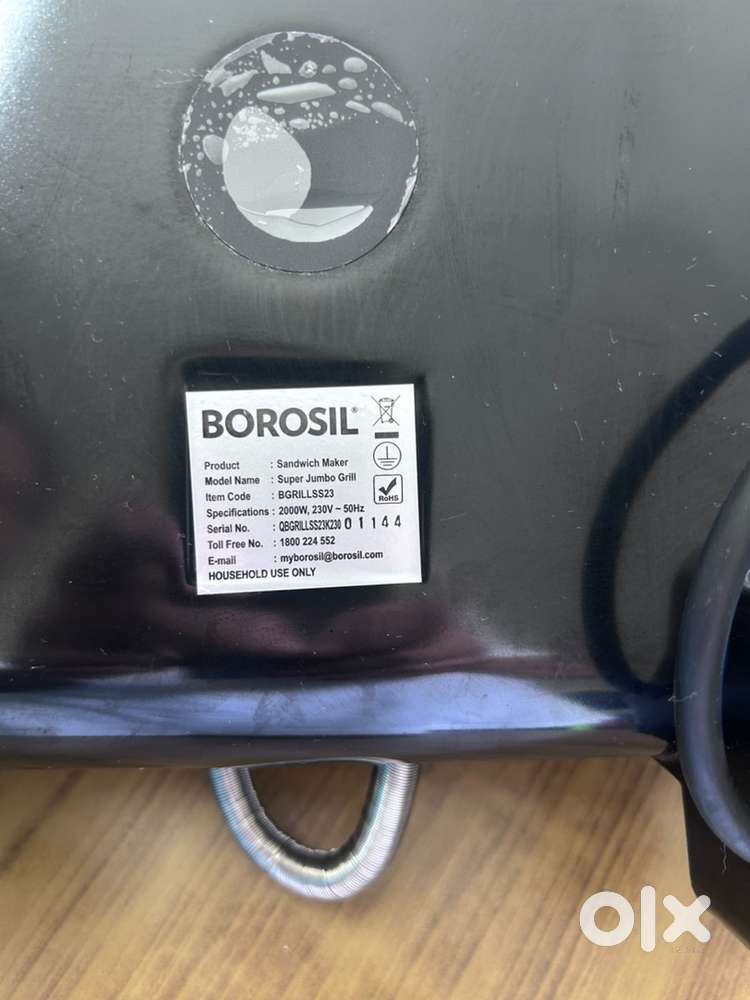 BOROSIL®
Product : Sandwich Maker
Model Name : Super Jumbo Grill
Item Code : BGRILLSS23
Specifications : 2000W, 230V ~ 50Hz
Serial No. : QBGRILLSS23K230 01144
Toll Free No. : 1800 224 552
E-mail : myborosil@borosil.com
HOUSEHOLD USE ONLY
RoHS
olx